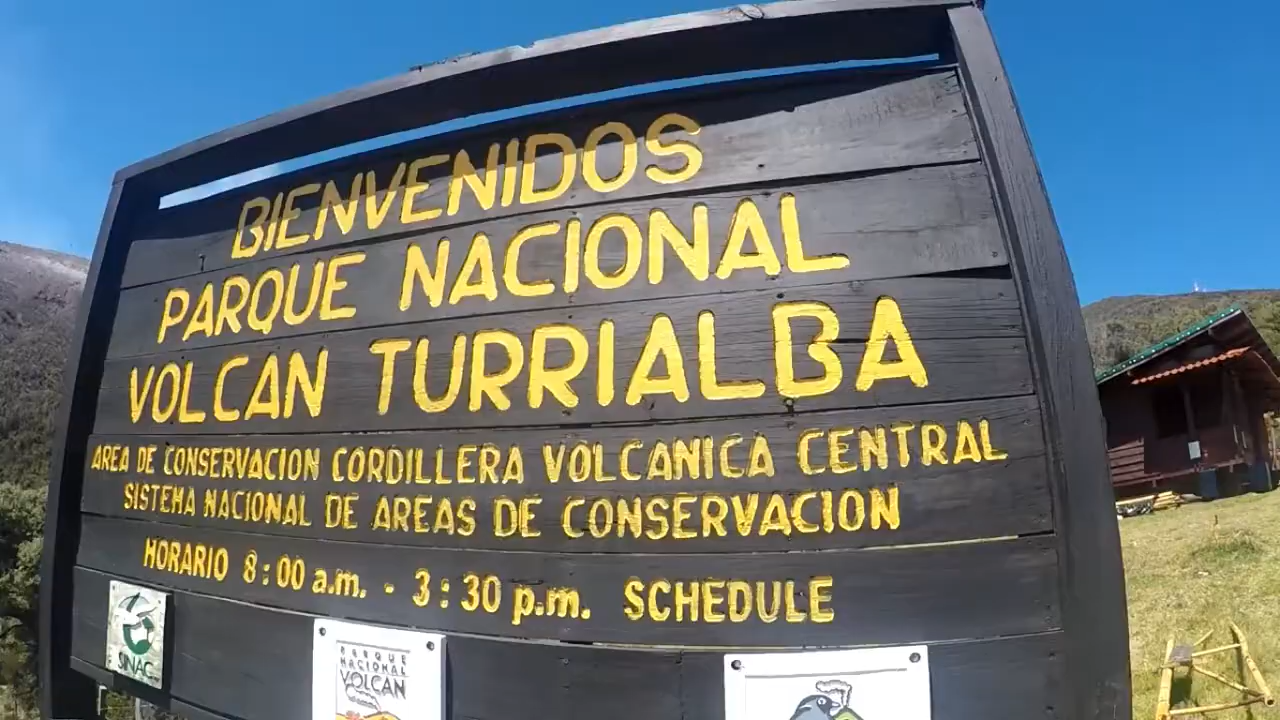 BIENVENIDOS
PARQUE NACIONAL
VOLCAN TURRIALBA
AREA DE CONSERVACION CORDILLERA VOLCANICA CENTRAL
SISTEMA NACIONAL DE AREAS DE CONSERVACION
HORARIO 8:00 a.m. - 3:30 p.m. SCHEDULE
SINAC
PARQUE
NACIONAL
VOLCAN